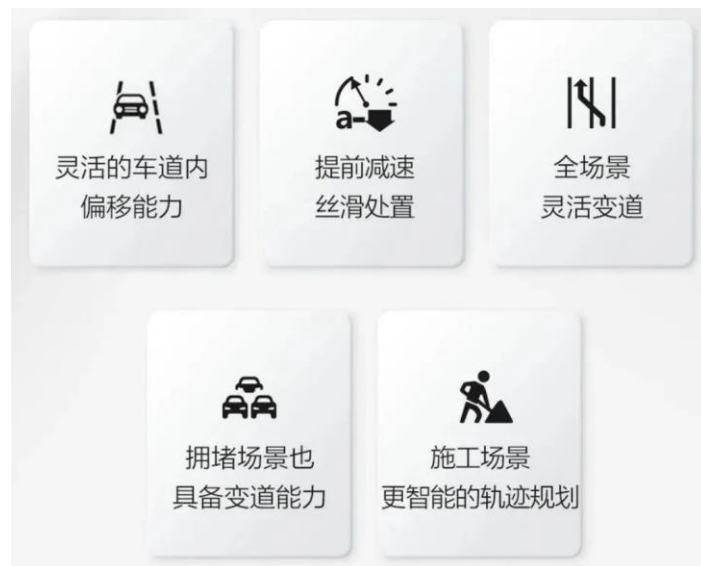 灵活的车道内
偏移能力
a-
提前减速
丝滑处置
全场景
灵活变道
拥堵场景也
具备变道能力
施工场景
更智能的轨迹规划